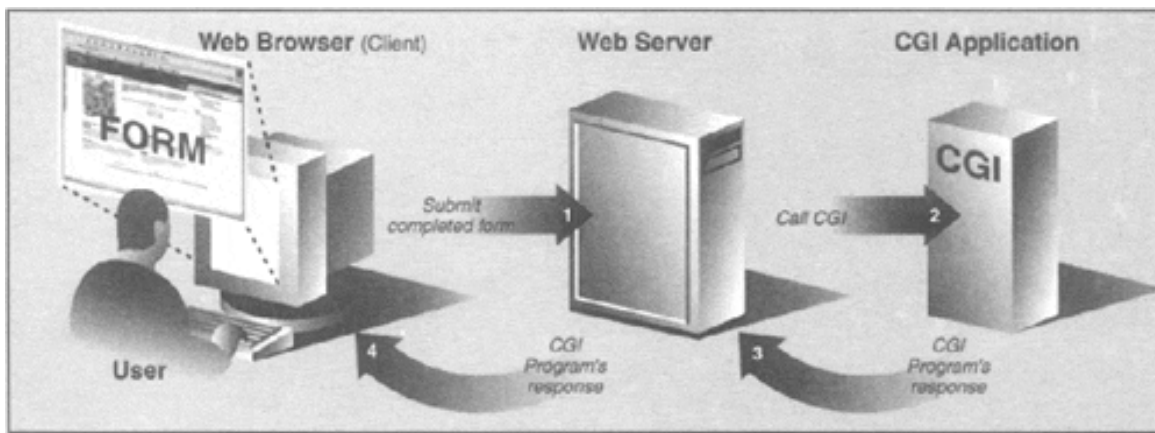 Web Browser (Client)
Web Server
CGI Application
FORM
CGI
Submit
completed form
1
Call CGI
2
4
CGI
Program's
response
3
CGI
Program's
response
User